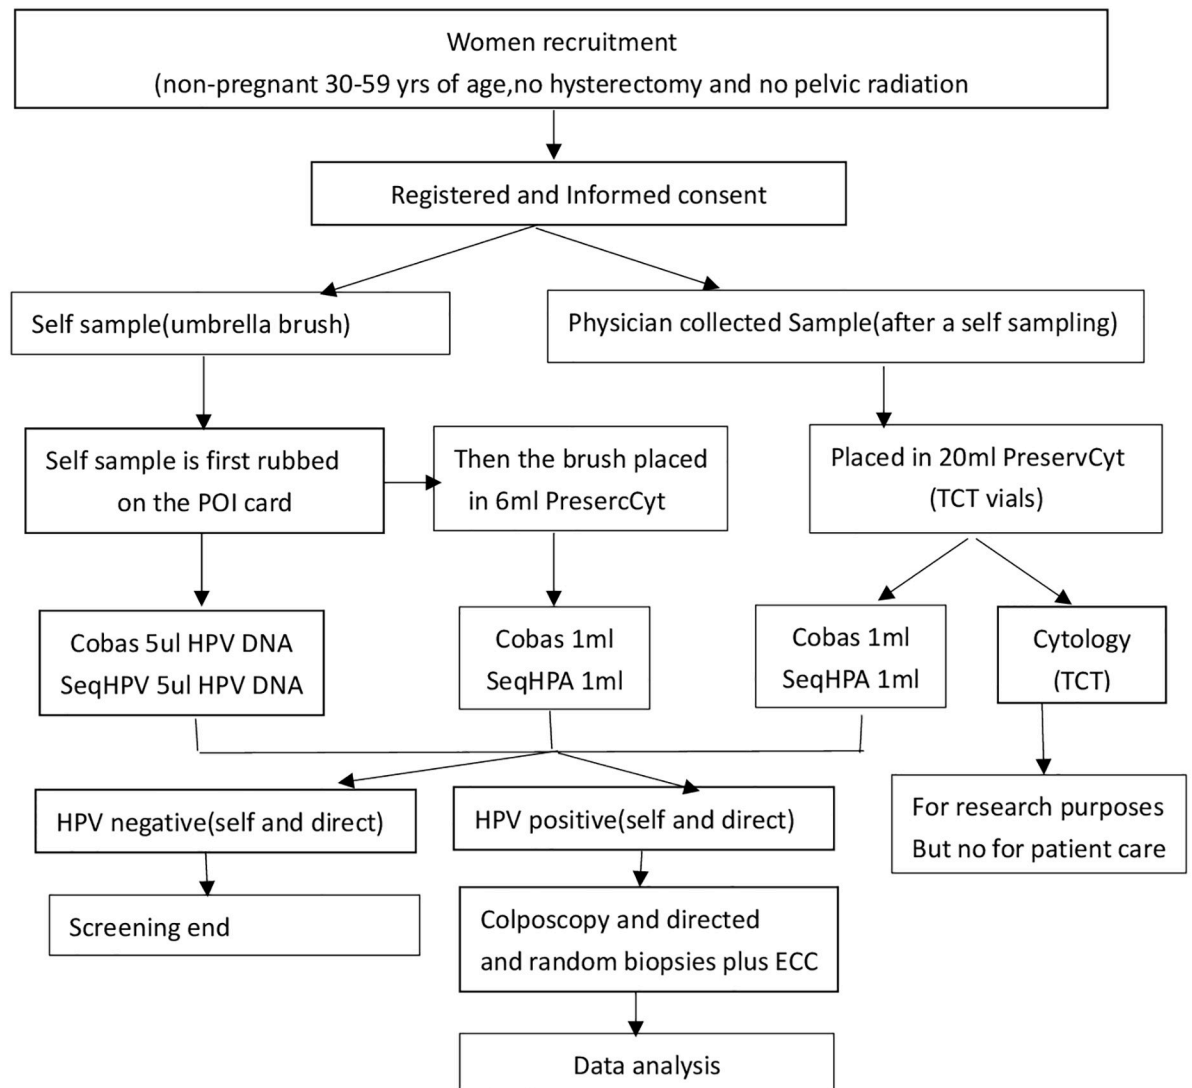 Women recruitment
(non-pregnant 30-59 yrs of age,no hysterectomy and no pelvic radiation
Registered and Informed consent
Self sample(umbrella brush)
Physician collected Sample(after a self sampling)
Self sample is first rubbed
on the POI card
Then the brush placed
in 6ml PresercCyt
Placed in 20ml PreservCyt
(TCT vials)
Cobas 5ul HPV DNA
SeqHPV 5ul HPV DNA
Cobas 1ml
SeqHPA 1ml
Cobas 1ml
SeqHPA 1ml
Cytology
(TCT)
HPV negative(self and direct)
HPV positive(self and direct)
For research purposes
But no for patient care
Screening end
Colposcopy and directed
and random biopsies plus ECC
Data analysis